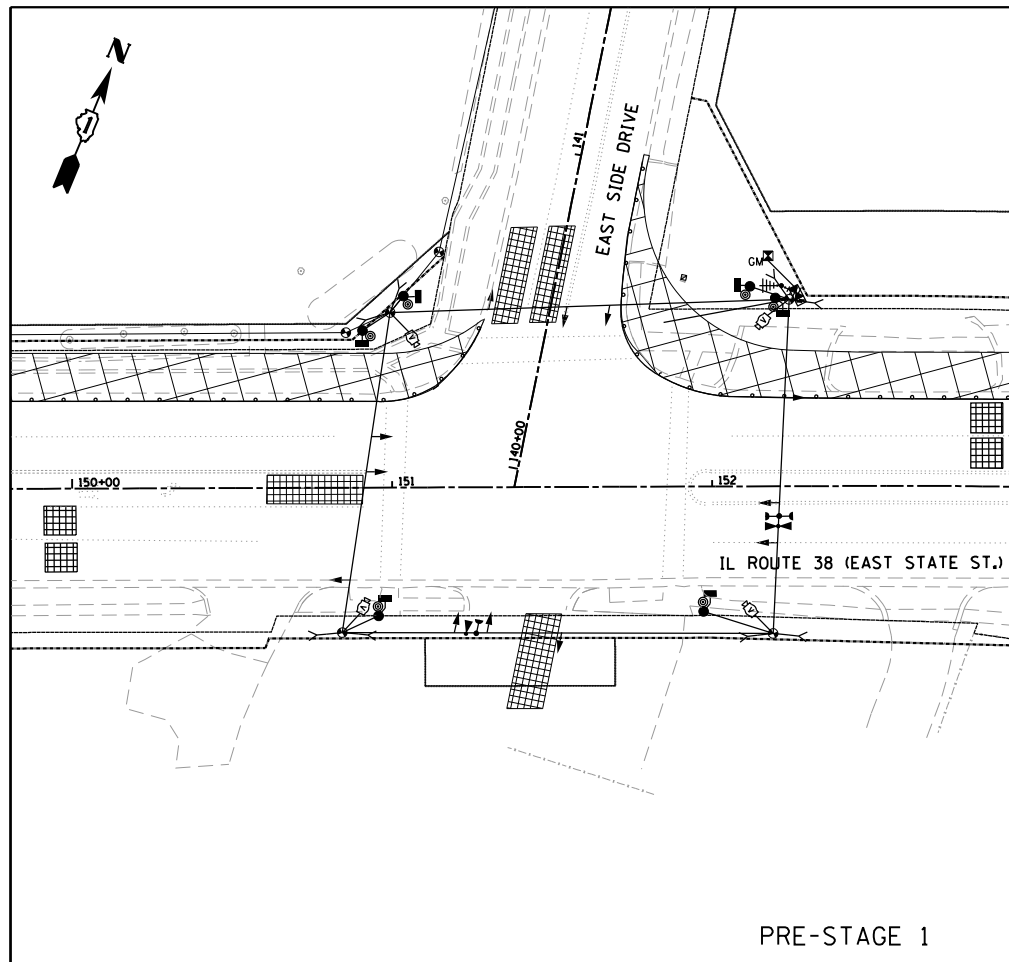 N
141
EAST SIDE DRIVE
GM
140+00
150+00
151
152
IL ROUTE 38 (EAST STATE ST.)
PRE-STAGE 1